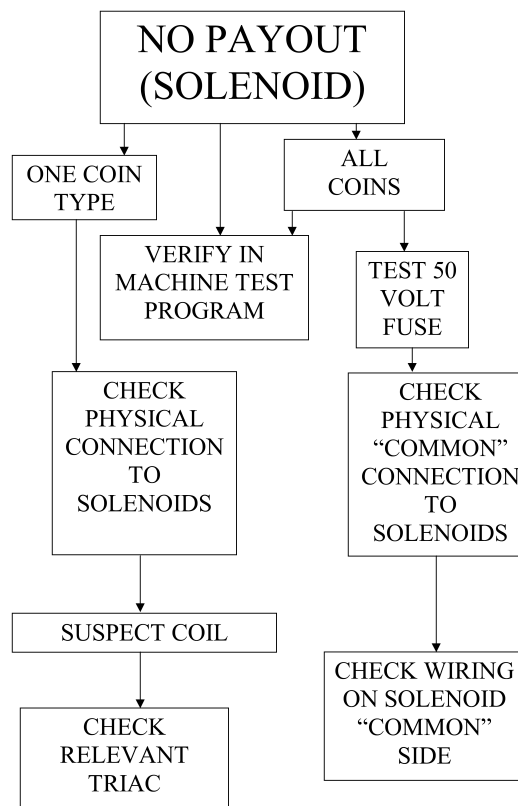 NO PAYOUT
(SOLENOID)
ONE COIN
TYPE
ALL
COINS
VERIFY IN
MACHINE TEST
PROGRAM
TEST 50
VOLT
FUSE
CHECK
PHYSICAL
CONNECTION
TO
SOLENOIDS
CHECK
PHYSICAL
“COMMON”
CONNECTION
TO
SOLENOIDS
SUSPECT COIL
CHECK WIRING
ON SOLENOID
“COMMON”
SIDE
CHECK
RELEVANT
TRIAC